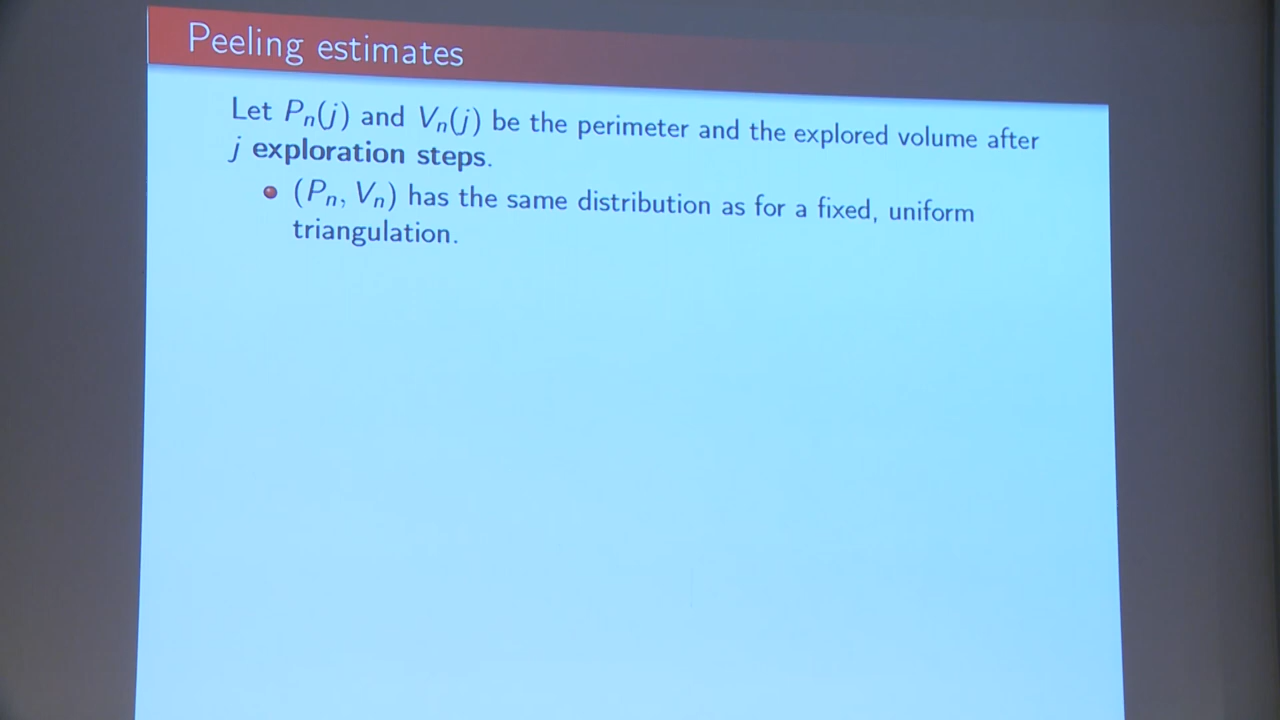 Peeling estimates
Let Pₙ(j) and Vₙ(j) be the perimeter and the explored volume after
j exploration steps.
(Pₙ, Vₙ) has the same distribution as for a fixed, uniform
triangulation.